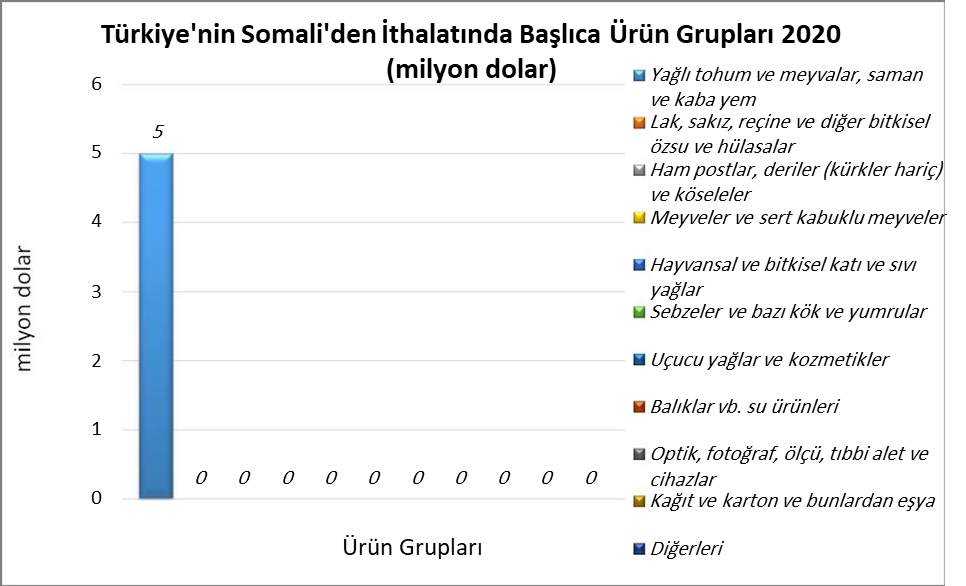 Türkiye'nin Somali'den İthalatında Başlıca Ürün Grupları 2020
(milyon dolar)
6
5
4
3
2
1
0
milyon dolar
5
0
0
0
0
0
0
0
0
0
0
Ürün Grupları
Yağlı tohum ve meyvalar, saman
ve kaba yem
Lak, sakız, reçine ve diğer bitkisel
özsu ve hülasalar
Ham postlar, deriler (kürkler hariç)
ve köseleler
Meyveler ve sert kabuklu meyveler
Hayvansal ve bitkisel katı ve sıvı
yağlar
Sebzeler ve bazı kök ve yumrular
Uçucu yağlar ve kozmetikler
Balıklar vb. su ürünleri
Optik, fotoğraf, ölçü, tıbbi alet ve
cihazlar
Kağıt ve karton ve bunlardan eşya
Diğerleri